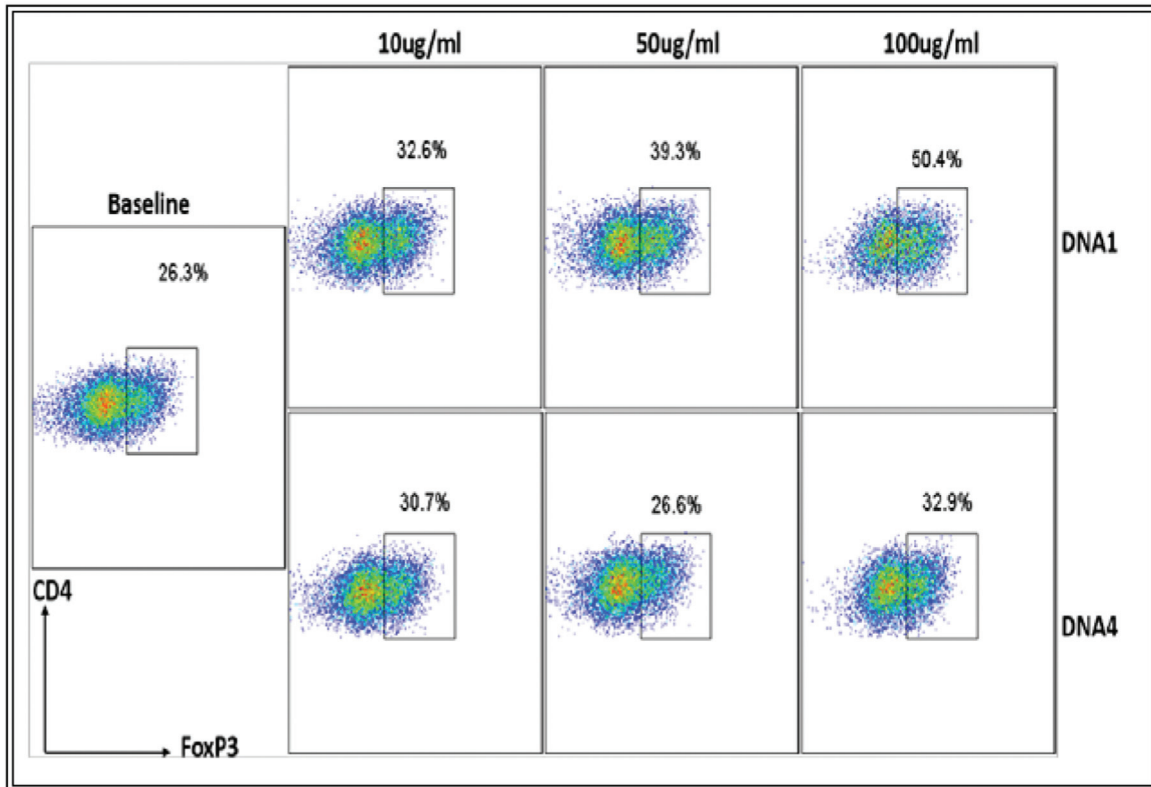 10ug/ml 50ug/ml 100ug/ml
32.6% 39.3% 50.4%
Baseline
DNA1
26.3%
30.7% 26.6% 32.9%
CD4
DNA4
FoxP3